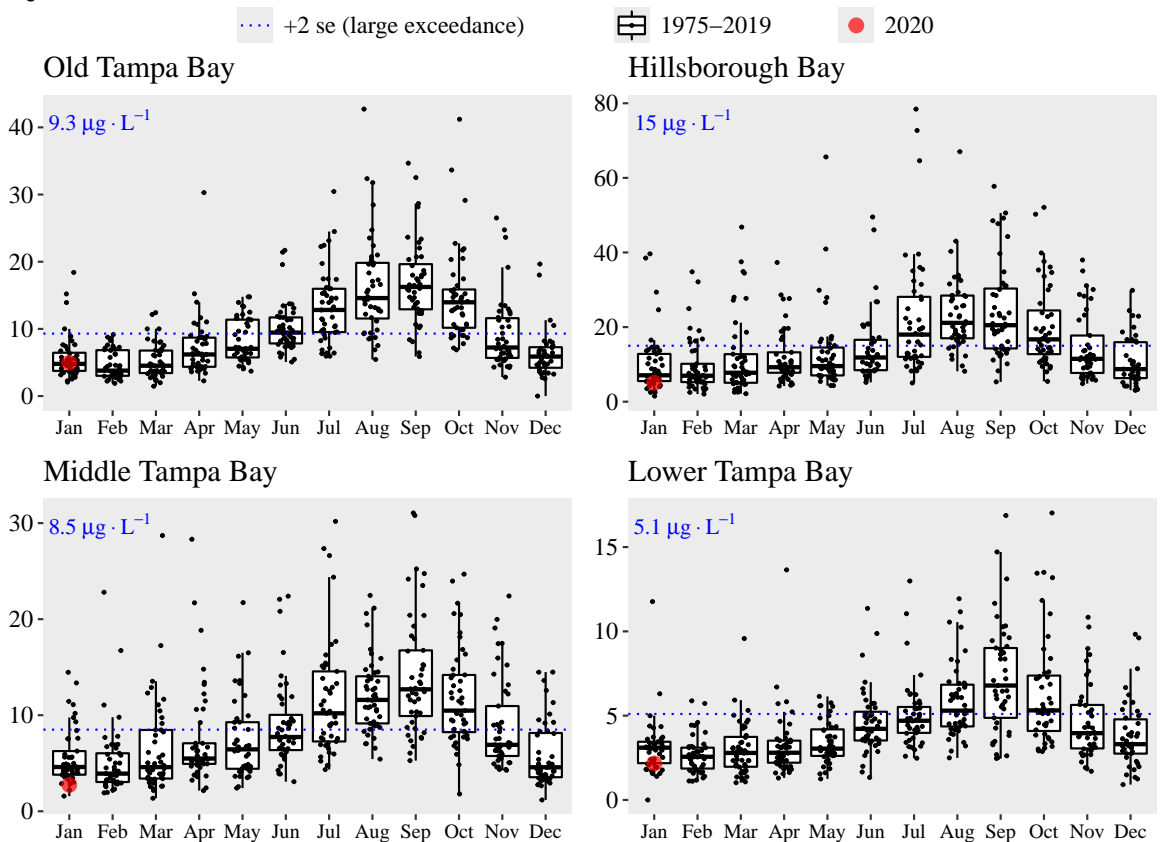 +2 se (large exceedance) 1975−2019 2020
Old Tampa Bay
9.3 µg · L−1
40
30
20
10
0
Jan Feb Mar Apr May Jun Jul Aug Sep Oct Nov Dec
Hillsborough Bay
15 µg · L−1
80
60
40
20
0
Jan Feb Mar Apr May Jun Jul Aug Sep Oct Nov Dec
Middle Tampa Bay
8.5 µg · L−1
30
20
10
0
Jan Feb Mar Apr May Jun Jul Aug Sep Oct Nov Dec
Lower Tampa Bay
5.1 µg · L−1
15
10
5
0
Jan Feb Mar Apr May Jun Jul Aug Sep Oct Nov Dec